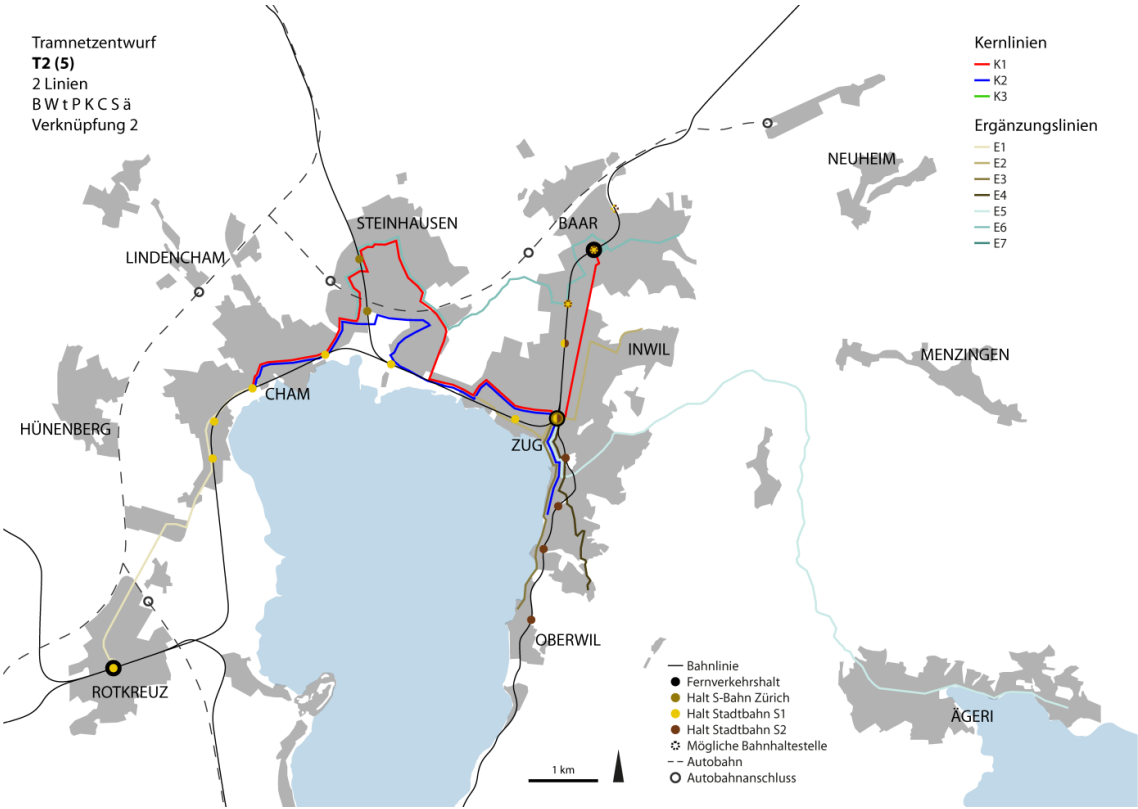 Tramnetzentwurf
T2 (5)
2 Linien
B W t P K C S ä
Verknüpfung 2
Kernlinien
K1
K2
K3
Ergänzungslinien
E1
E2
E3
E4
E5
E6
E7
NEUHEIM
STEINHAUSEN
BAAR
LINDENCHAM
INWIL
MENZINGEN
CHAM
HÜNENBERG
ZUG
OBERWIL
ROTKREUZ
ÄGERI
Bahnlinie
Fernverkehrshalt
Halt S-Bahn Zürich
Halt Stadtbahn S1
Halt Stadtbahn S2
Mögliche Bahnhaltestelle
Autobahn
Autobahnanschluss
1 km